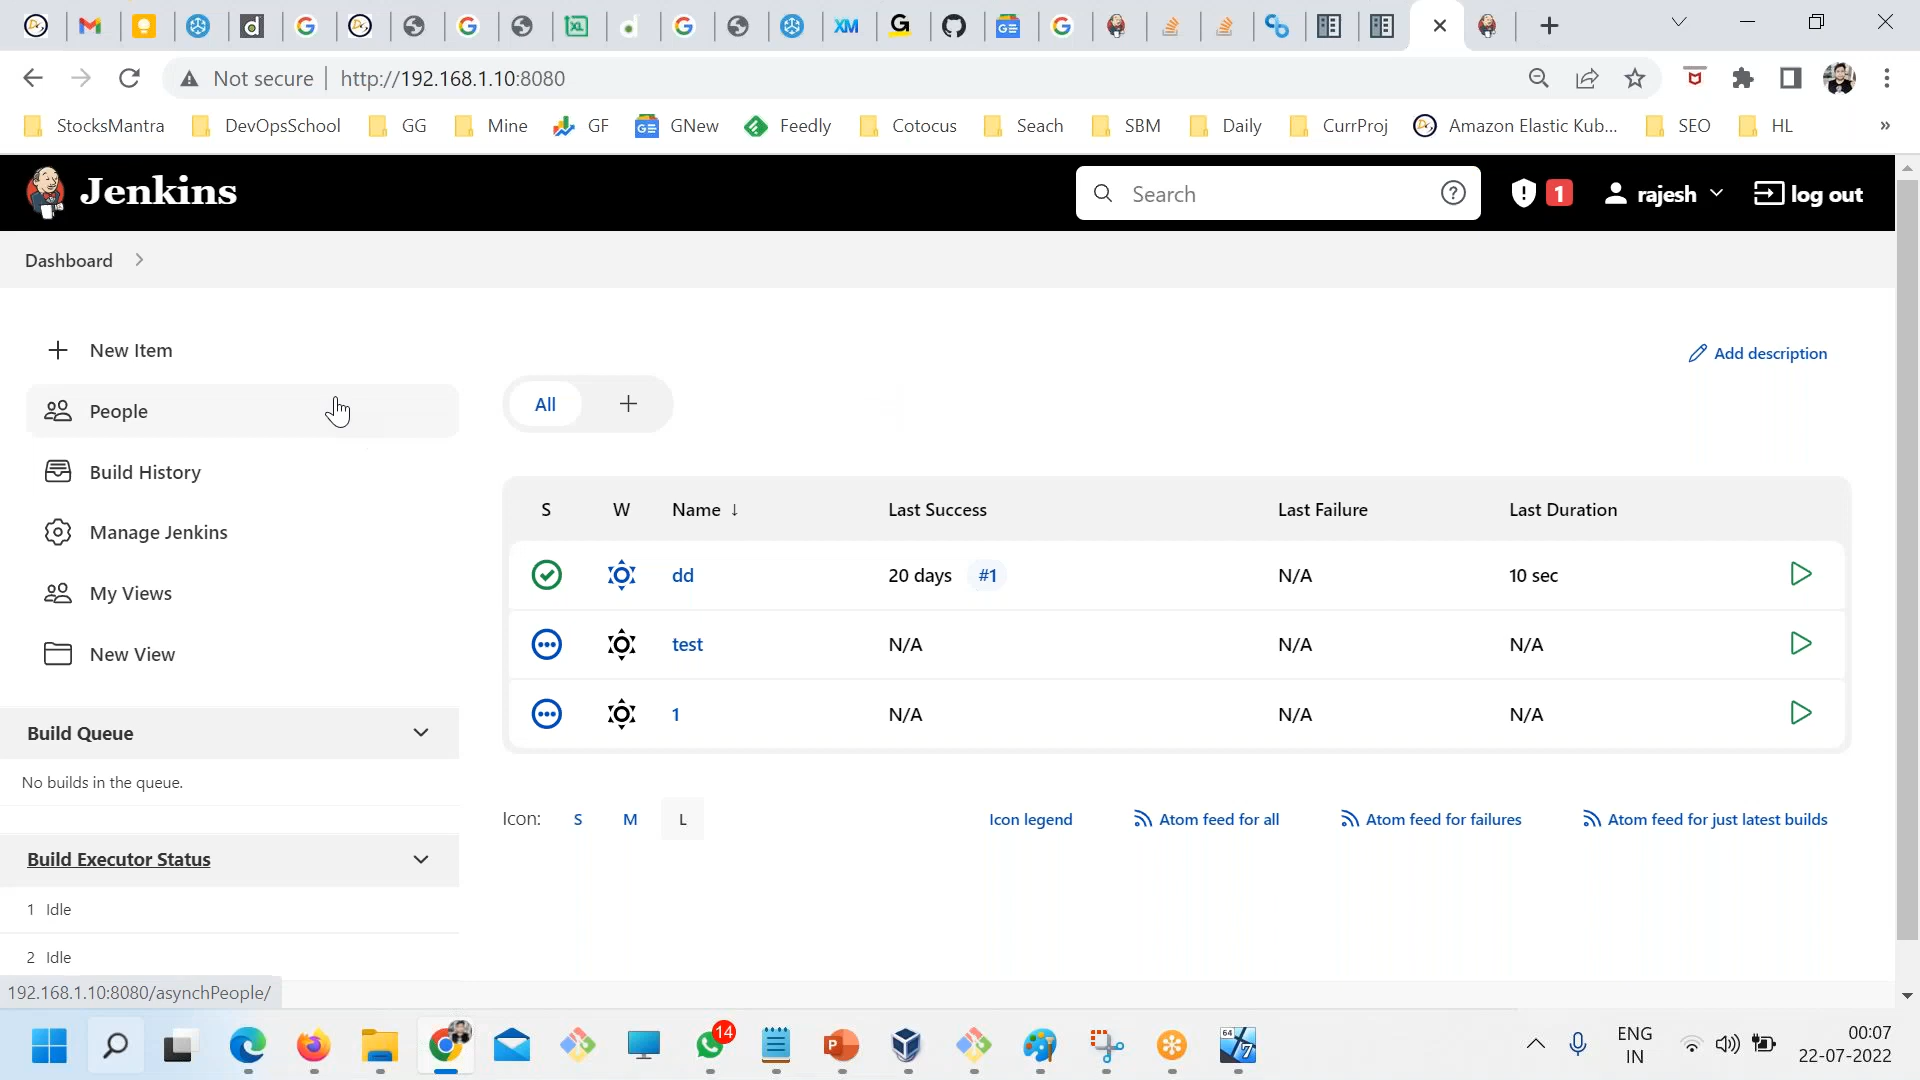 Not secure
http://192.168.1.10:8080
StocksMantra
DevOpsSchool
GG
Mine
GF
GNew
Feedly
Cotocus
Seach
SBM
Daily
CurrProj
Amazon Elastic Kub...
SEO
HL
»
Jenkins
Search
1
rajesh
log out
Dashboard
New Item
People
Build History
Manage Jenkins
My Views
New View
Build Queue
No builds in the queue.
Build Executor Status
1 Idle
2 Idle
192.168.1.10:8080/asynchPeople/
Add description
All +
S W Name ↓ Last Success Last Failure Last Duration
dd 20 days #1 N/A 10 sec
test N/A N/A N/A
1 N/A N/A N/A
Icon: S M L
Icon legend
Atom feed for all
Atom feed for failures
Atom feed for just latest builds
14
ENG
IN
00:07
22-07-2022